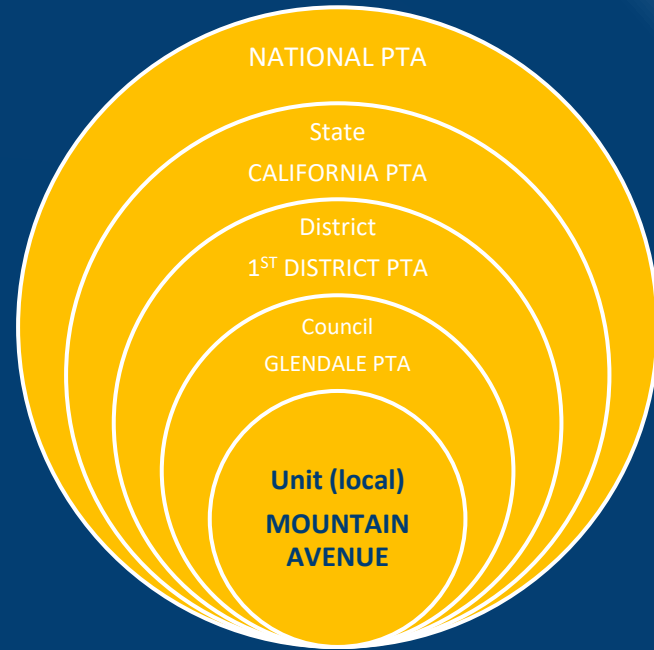 NATIONAL PTA
State
CALIFORNIA PTA
District
1ST DISTRICT PTA
Council
GLENDALE PTA
Unit (local)
MOUNTAIN
AVENUE